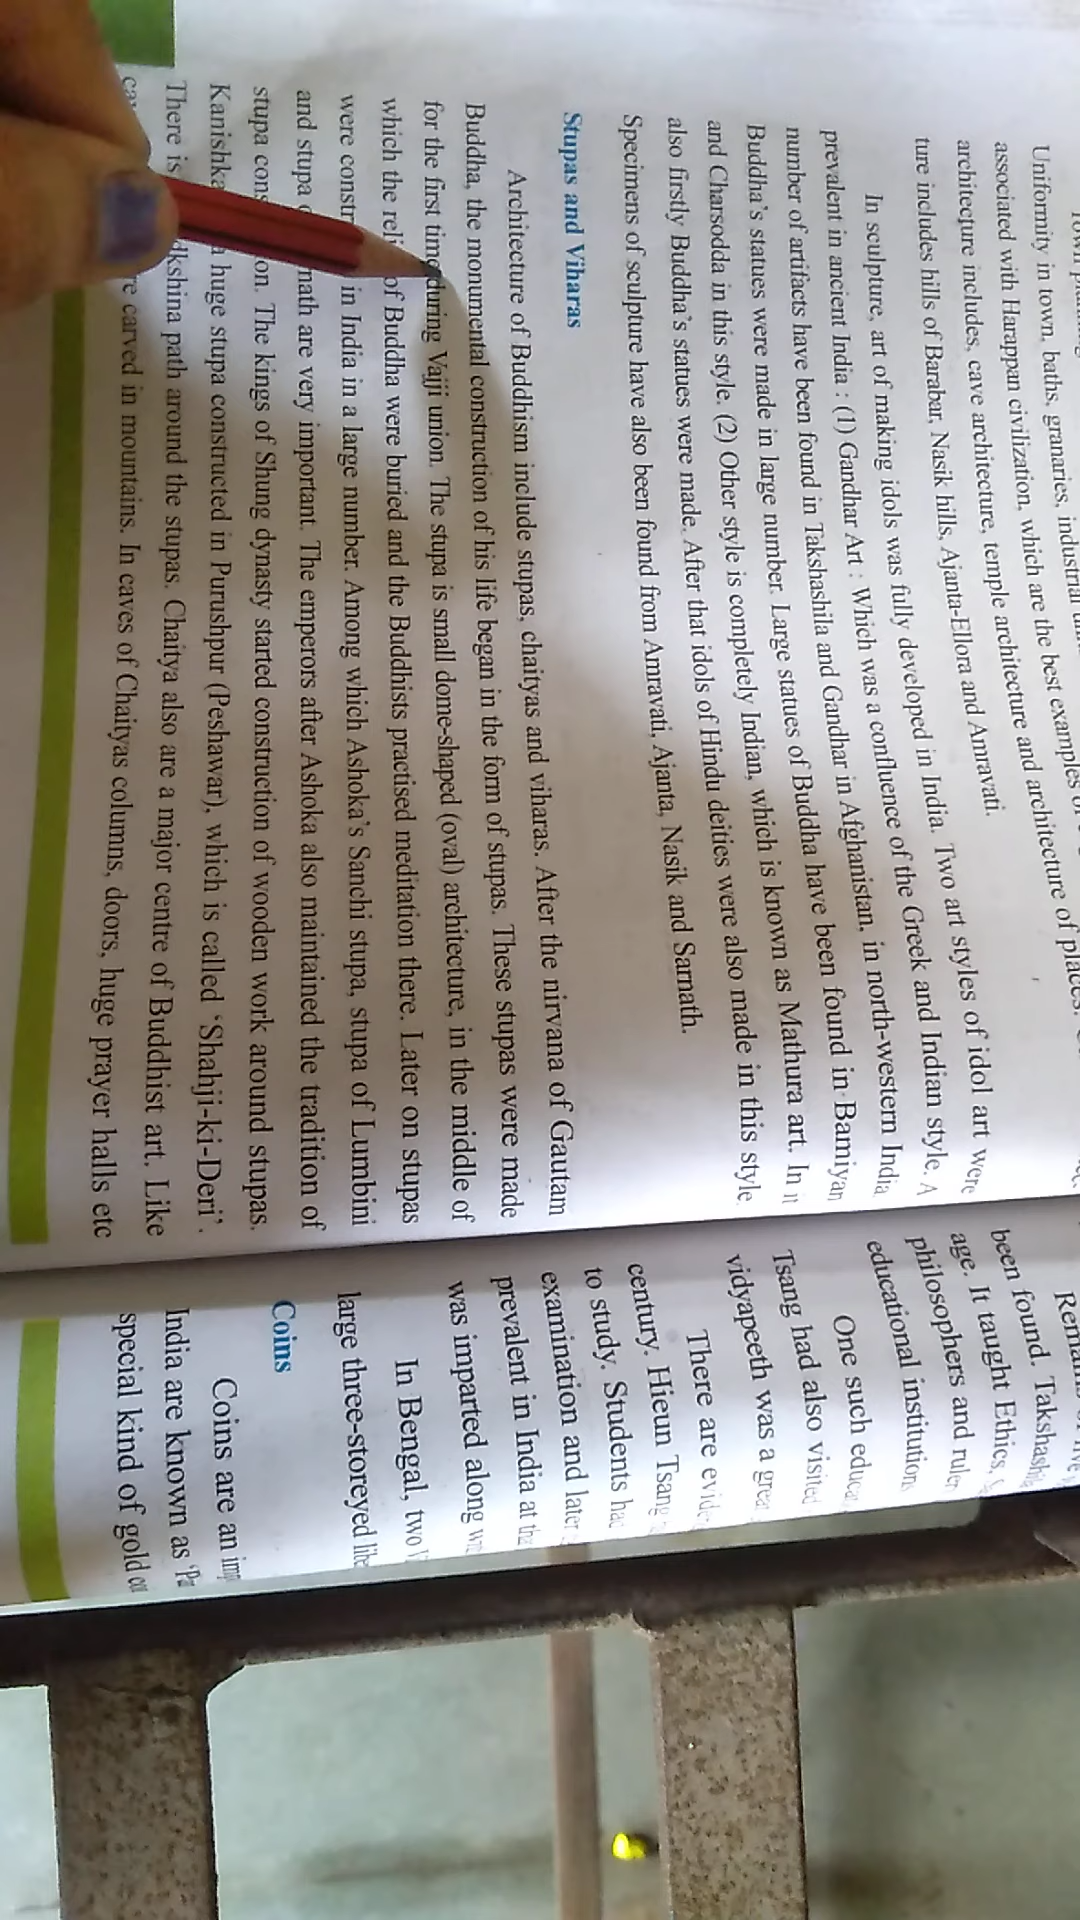 Uniformity in town, baths, granaries, industrial
associated with Harappan civilization, which are the best examples
architecture includes, cave architecture, temple architecture and architecture of places.
ture includes hills of Barabar, Nasik hills, Ajanta-Ellora and Amravati.
In sculpture, art of making idols was fully developed in India. Two art styles of idol art were
prevalent in ancient India : (1) Gandhar Art : Which was a confluence of the Greek and Indian style. A
number of artifacts have been found in Takshashila and Gandhar in Afghanistan, in north-western India
Buddha's statues were made in large number. Large statues of Buddha have been found in Bamiyan
and Charsodda in this style. (2) Other style is completely Indian, which is known as Mathura art. In it
also firstly Buddha's statues were made. After that idols of Hindu deities were also made in this style
Specimens of sculpture have also been found from Amravati, Ajanta, Nasik and Sarnath.
Stupas and Viharas
Architecture of Buddhism include stupas, chaityas and viharas. After the nirvana of Gautam
Buddha, the monumental construction of his life began in the form of stupas. These stupas were made
for the first time during Vajji union. The stupa is small dome-shaped (oval) architecture, in the middle of
which the of Buddha were buried and the Buddhists practised meditation there. Later on stupas
were in India in a large number. Among which Ashoka's Sanchi stupa, stupa of Lumbini
and stupa are very important. The emperors after Ashoka also maintained the tradition of
stupa The kings of Shung dynasty started construction of wooden work around stupas.
Kanishka huge stupa constructed in Purushpur (Peshawar), which is called 'Shahji-ki-Deri'.
There is path around the stupas. Chaitya also are a major centre of Buddhist art. Like
carved in mountains. In caves of Chaityas columns, doors, huge prayer halls etc
been found. Takshashila
age. It taught Ethics,
philosophers and
educational institution
One such
Tsang had also visited
vidyapeeth was a great
There are
century. Hieun Tsang
to study. Students had
examination and later
prevalent in India at
was imparted along
In Bengal, two
large three-storeyed
Coins
Coins are an
India are known as
special kind of gold